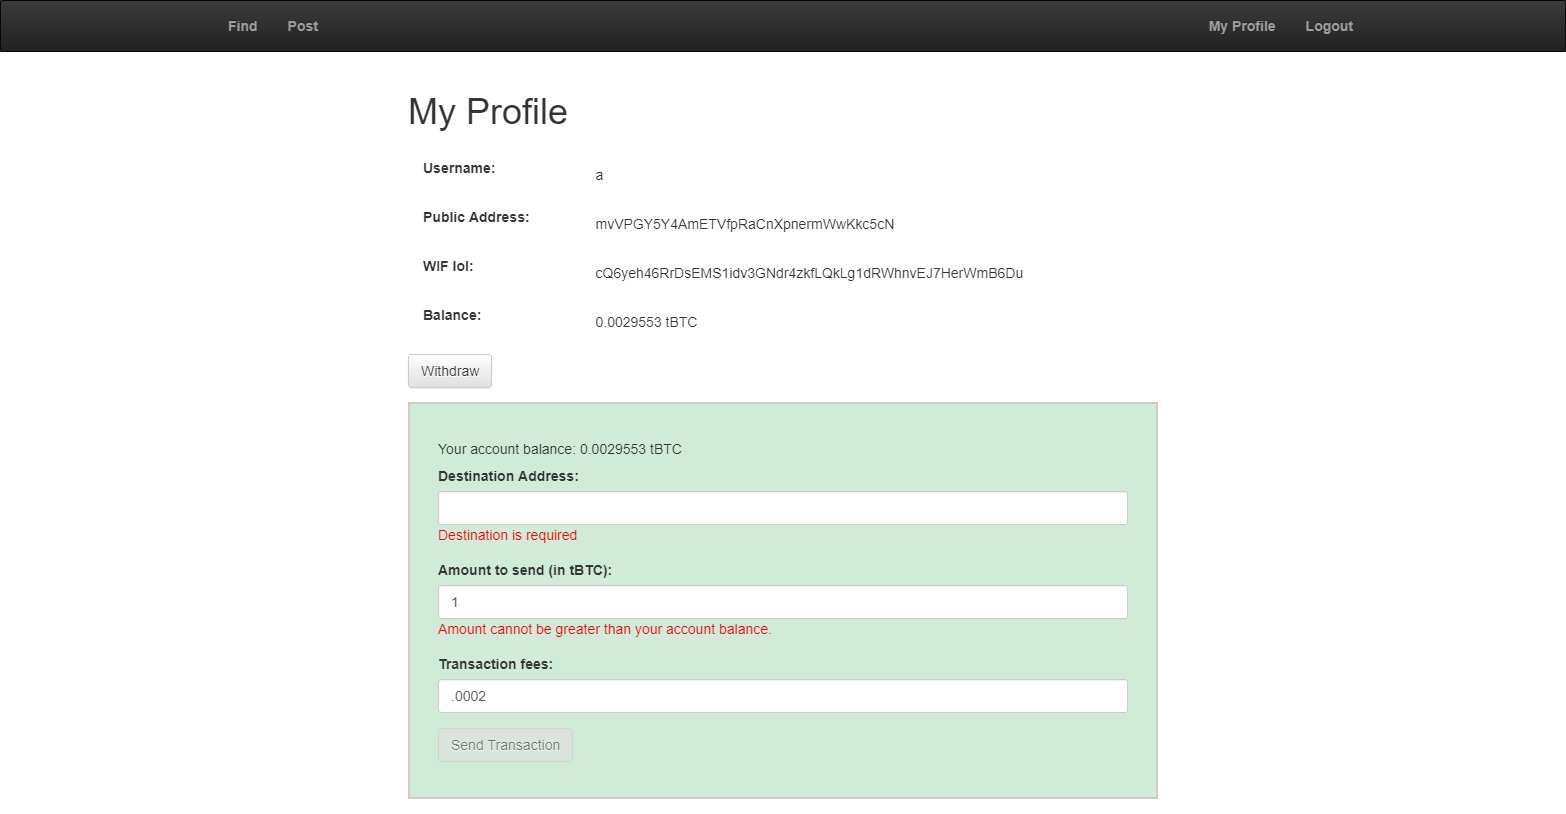 Find Post My Profile Logout
My Profile
Username: a
Public Address: mvVPGY5Y4AmETVfpRaCnXpnermWwKkc5cN
WIF lol: cQ6yeh46RrDsEMS1idv3GNdr4zkfLQkLg1dRWhnvEJ7HerWmB6Du
Balance: 0.0029553 tBTC
Withdraw
Your account balance: 0.0029553 tBTC
Destination Address:
Destination is required
Amount to send (in tBTC):
1
Amount cannot be greater than your account balance.
Transaction fees:
.0002
Send Transaction